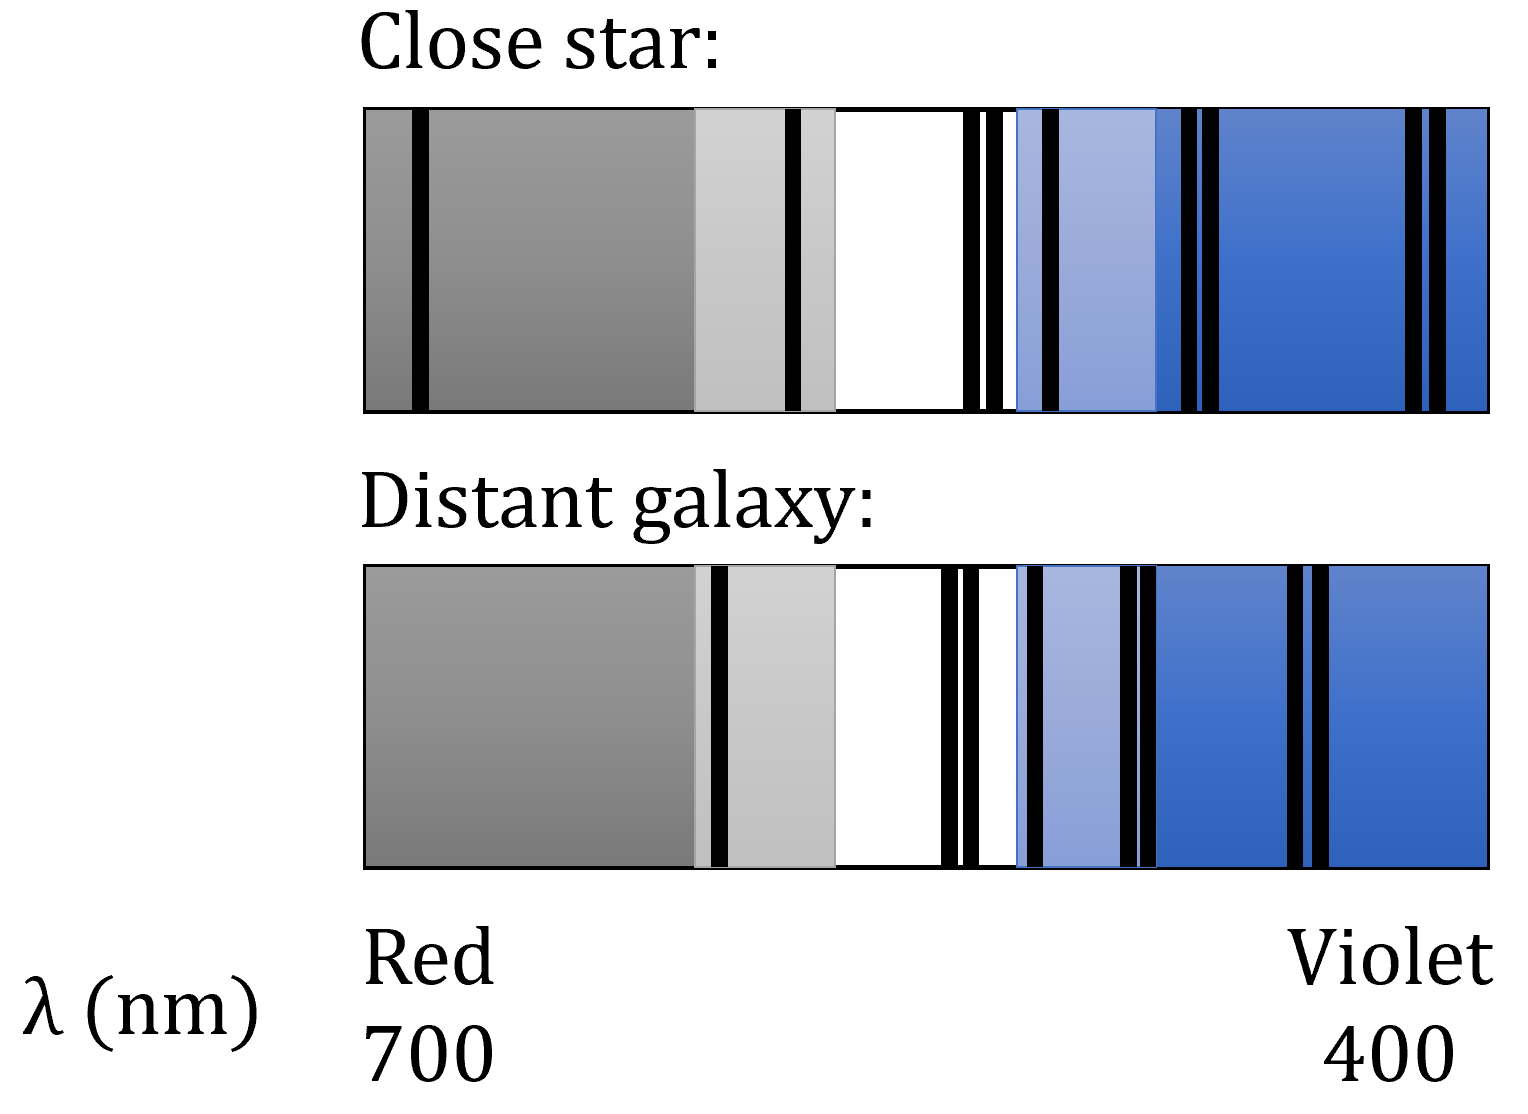 Close star:
Distant galaxy:
Red Violet
λ (nm)
700 400